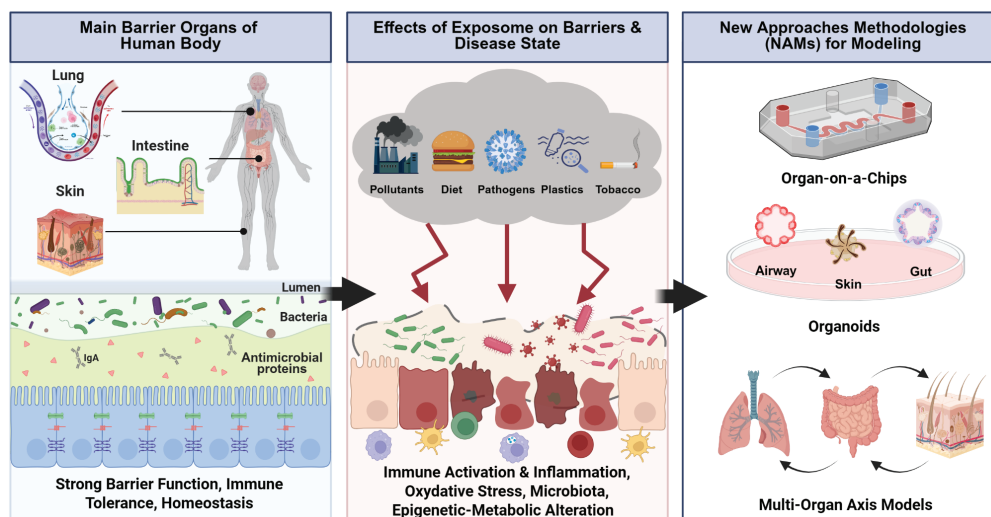 Main Barrier Organs of
Human Body
Lung
Intestine
Skin
Lumen
Bacteria
IgA
Antimicrobial
proteins
Strong Barrier Function, Immune
Tolerance, Homeostasis
Effects of Exposome on Barriers &
Disease State
Pollutants
Diet
Pathogens
Plastics
Tobacco
Immune Activation & Inflammation,
Oxydative Stress, Microbiota,
Epigenetic-Metabolic Alteration
New Approaches Methodologies
(NAMs) for Modeling
Organ-on-a-Chips
Airway
Skin
Gut
Organoids
Multi-Organ Axis Models